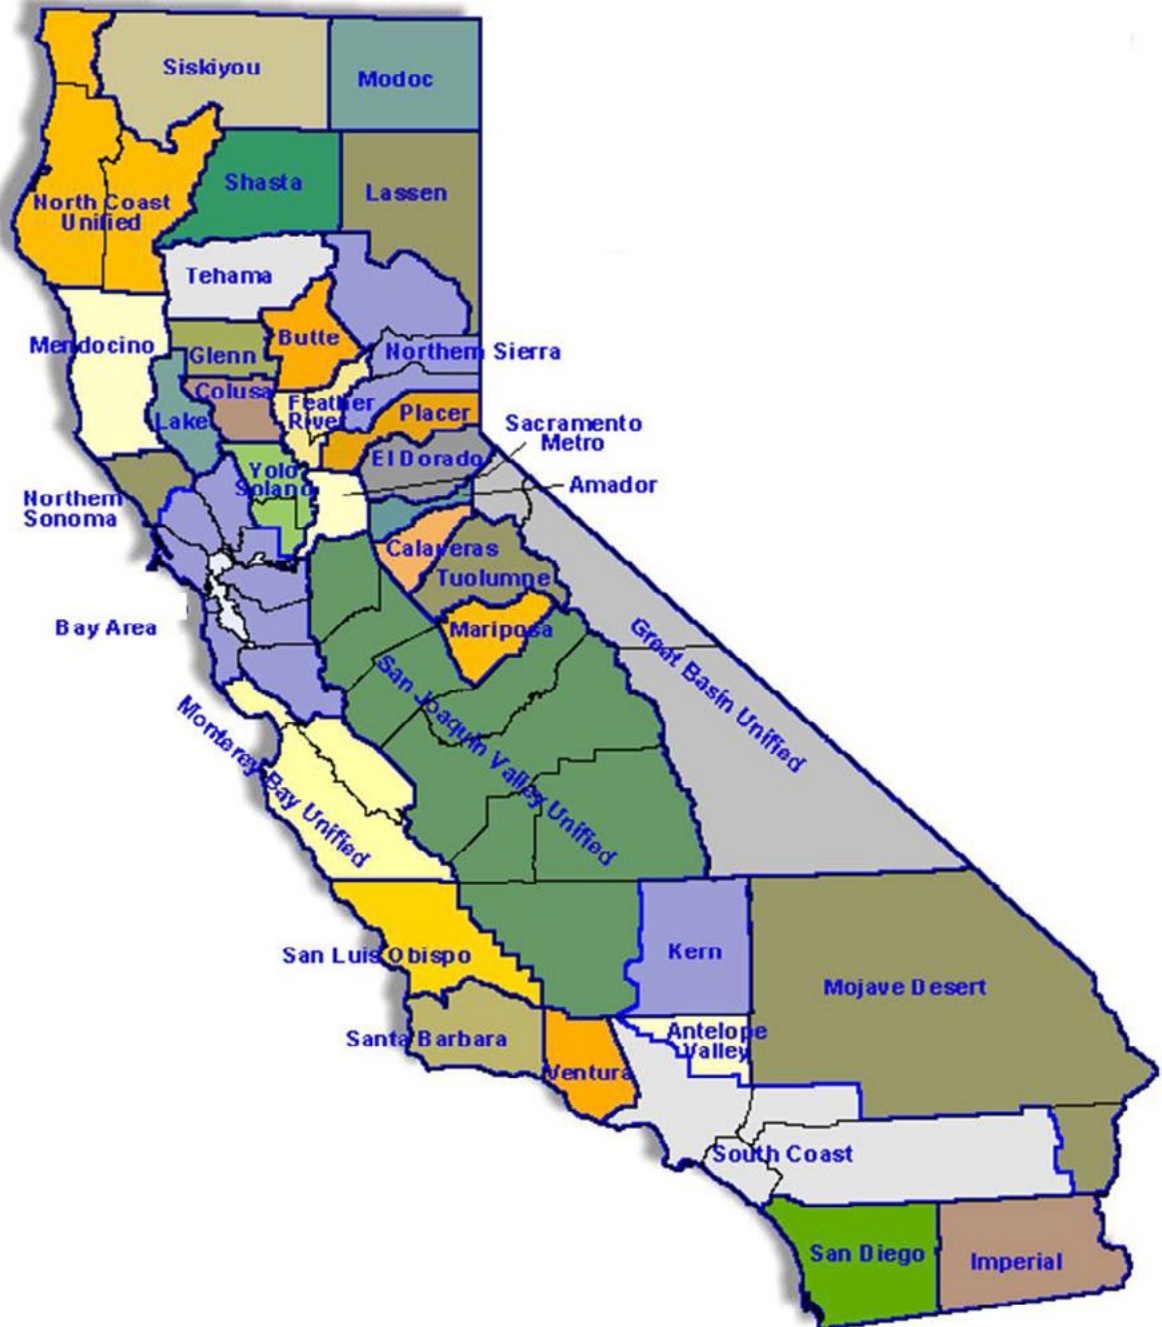 Siskiyou
Modoc
Shasta
Lassen
North Coast
Unified
Tehama
Mendocino
Glenn
Butte
Northern Sierra
Colusa
Lake
Feather
River
Placer
Sacramento
Metro
El Dorado
Yolo
Solano
Amador
Northern
Sonoma
Calaveras
Tuolumne
Bay Area
Mariposa
Great Basin Unified
San Joaquin Valley Unified
Monterey Bay Unified
San Luis Obispo
Kern
Mojave Desert
Santa Barbara
Antelope
Valley
Ventura
South Coast
San Diego
Imperial